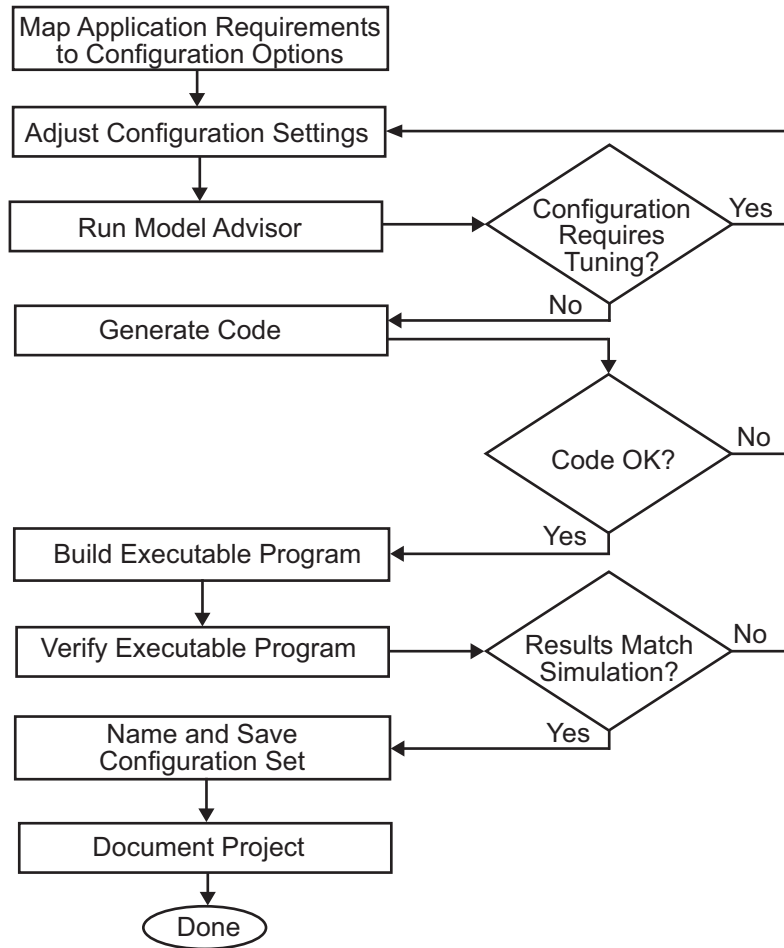 Map Application Requirements
to Configuration Options
Adjust Configuration Settings
Run Model Advisor
Configuration
Requires
Tuning?
Yes
No
Generate Code
Code OK?
No
Yes
Build Executable Program
Verify Executable Program
Results Match
Simulation?
No
Yes
Name and Save
Configuration Set
Document Project
Done